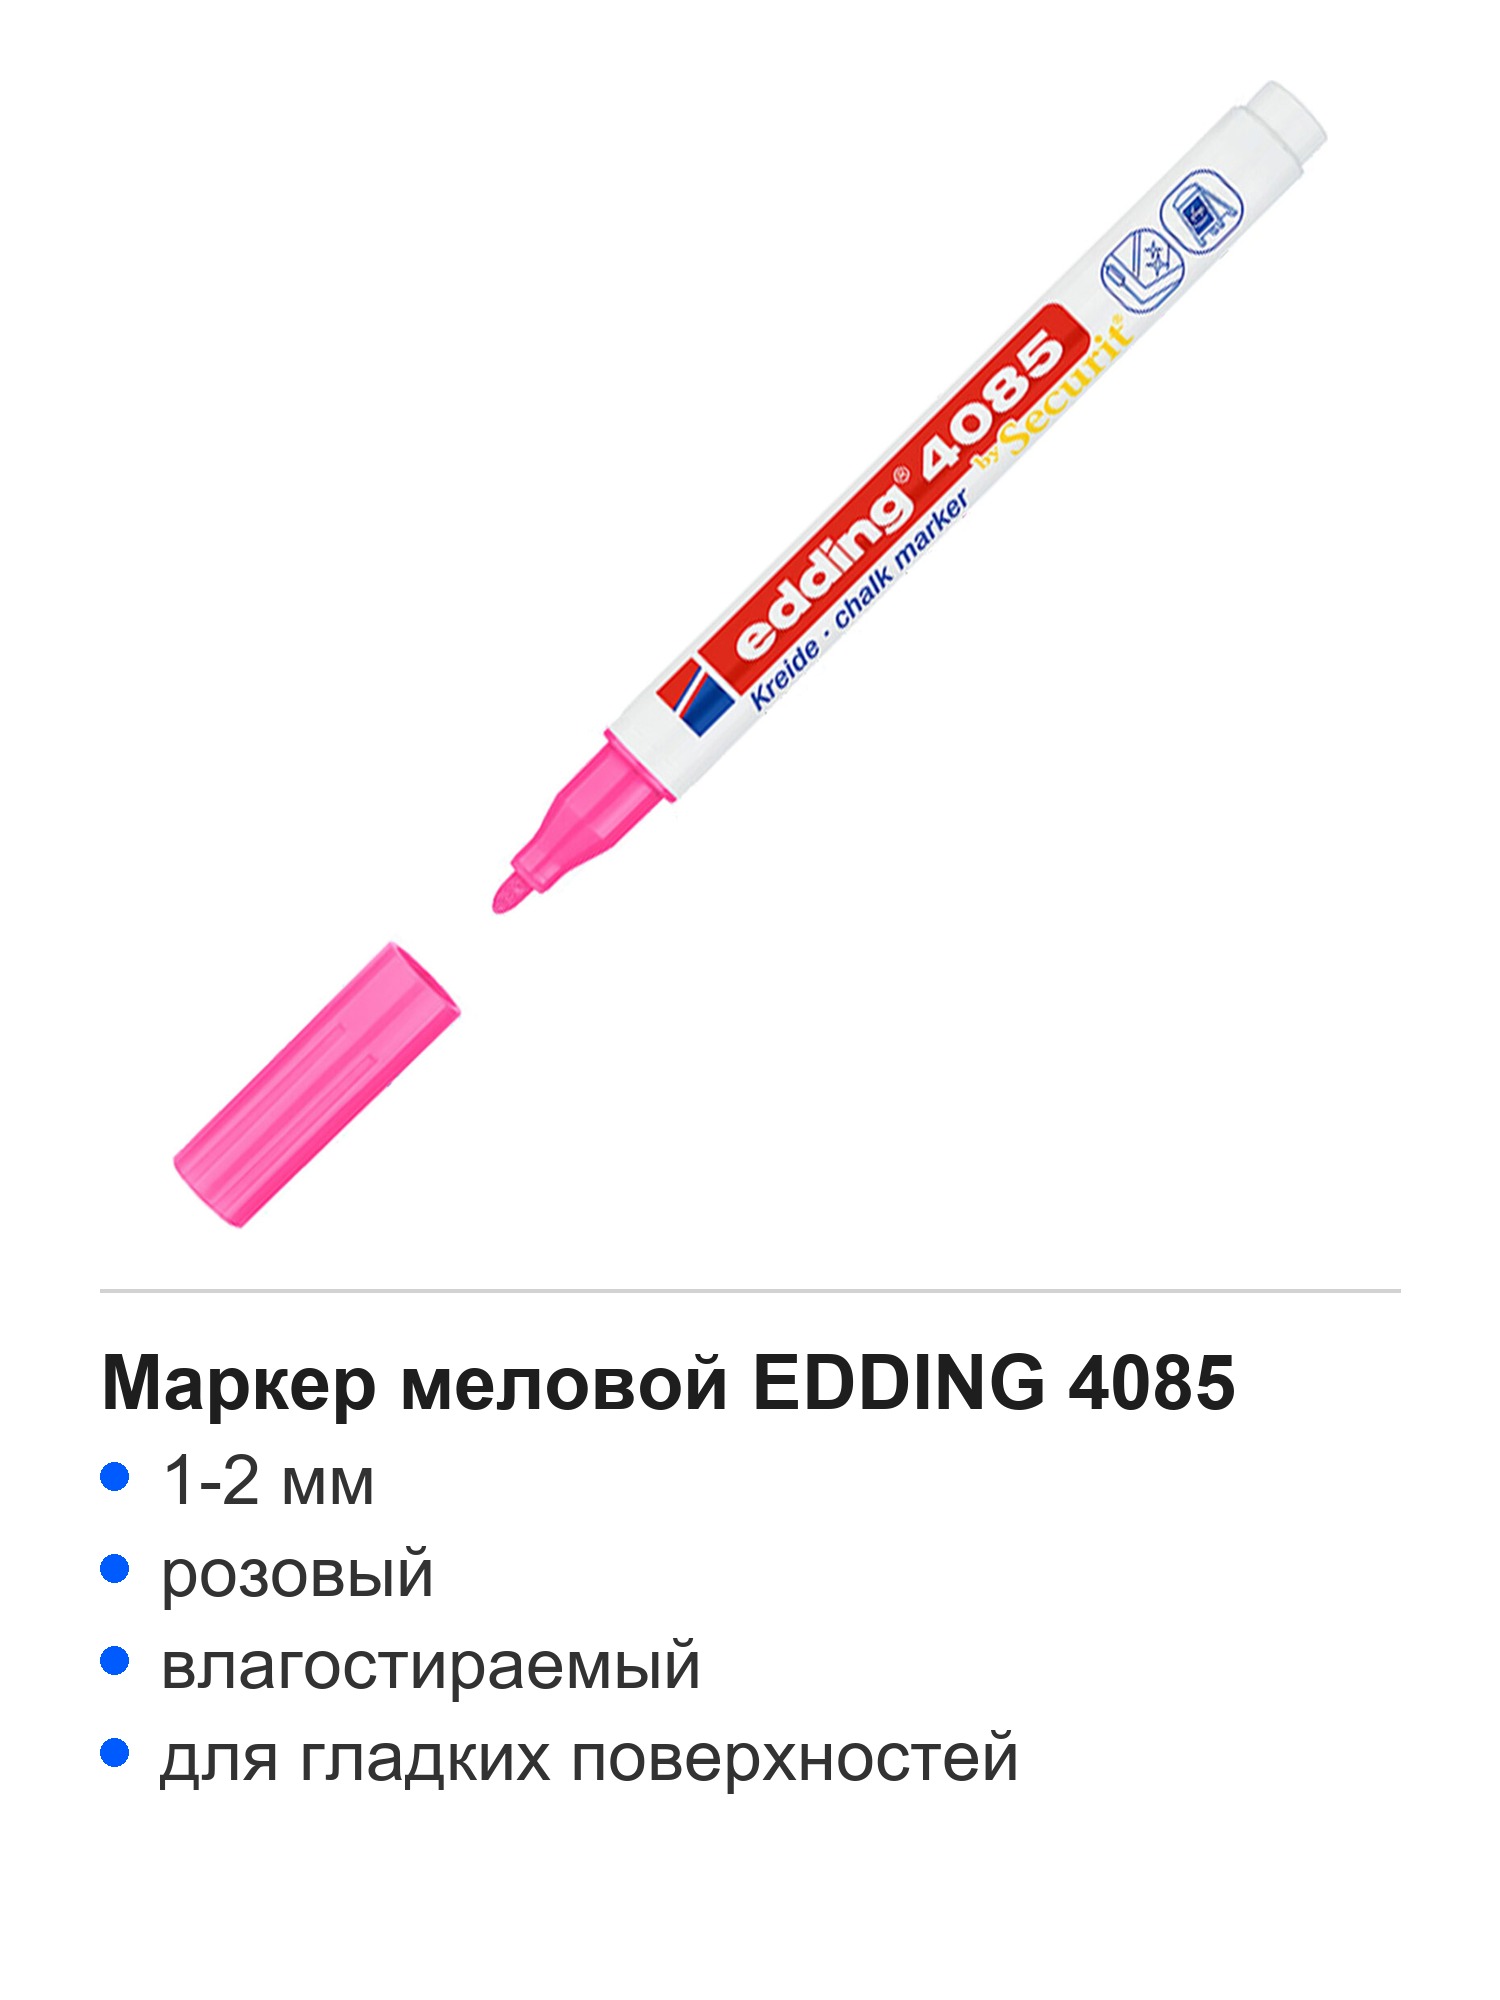 edding® 4085
by Securit®
Kreide · chalk marker
Маркер меловой EDDING 4085
1-2 мм
розовый
влагостираемый
для гладких поверхностей